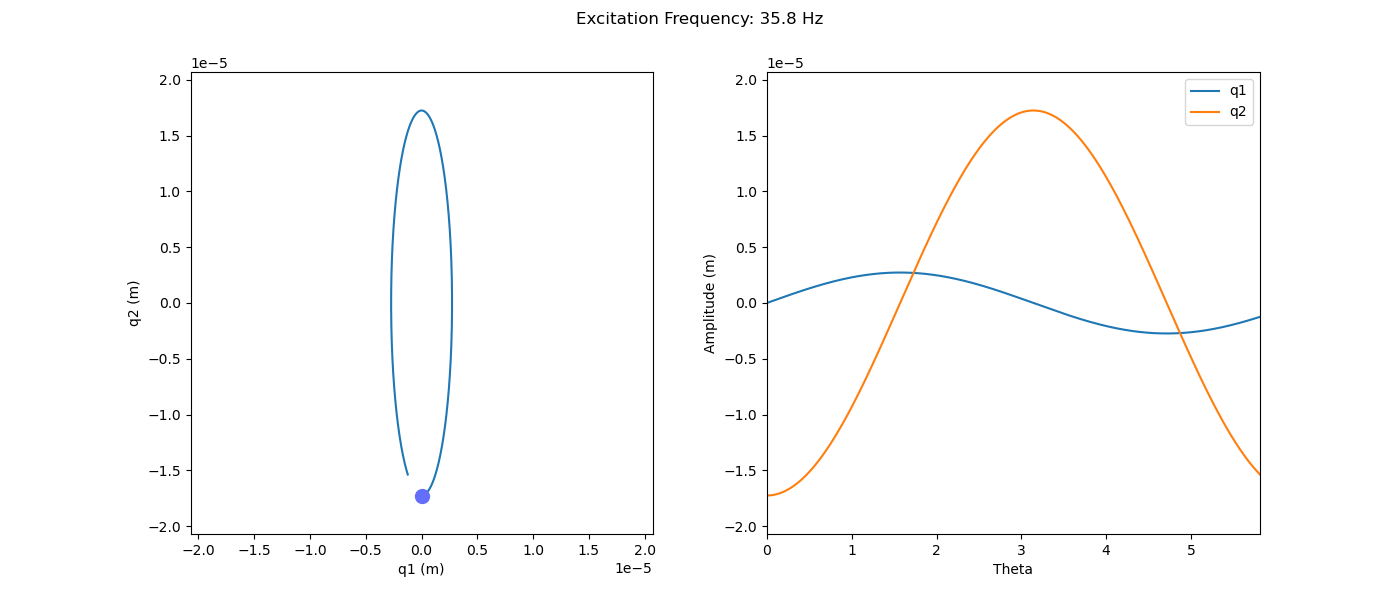 Excitation Frequency: 35.8 Hz
1e−5
2.0
1.5
1.0
0.5
0.0
−0.5
−1.0
−1.5
−2.0
q2 (m)
−2.0 −1.5 −1.0 −0.5 0.0 0.5 1.0 1.5 2.0
q1 (m)
1e−5
1e−5
2.0
1.5
1.0
0.5
0.0
−0.5
−1.0
−1.5
−2.0
Amplitude (m)
q1
q2
0 1 2 3 4 5
Theta